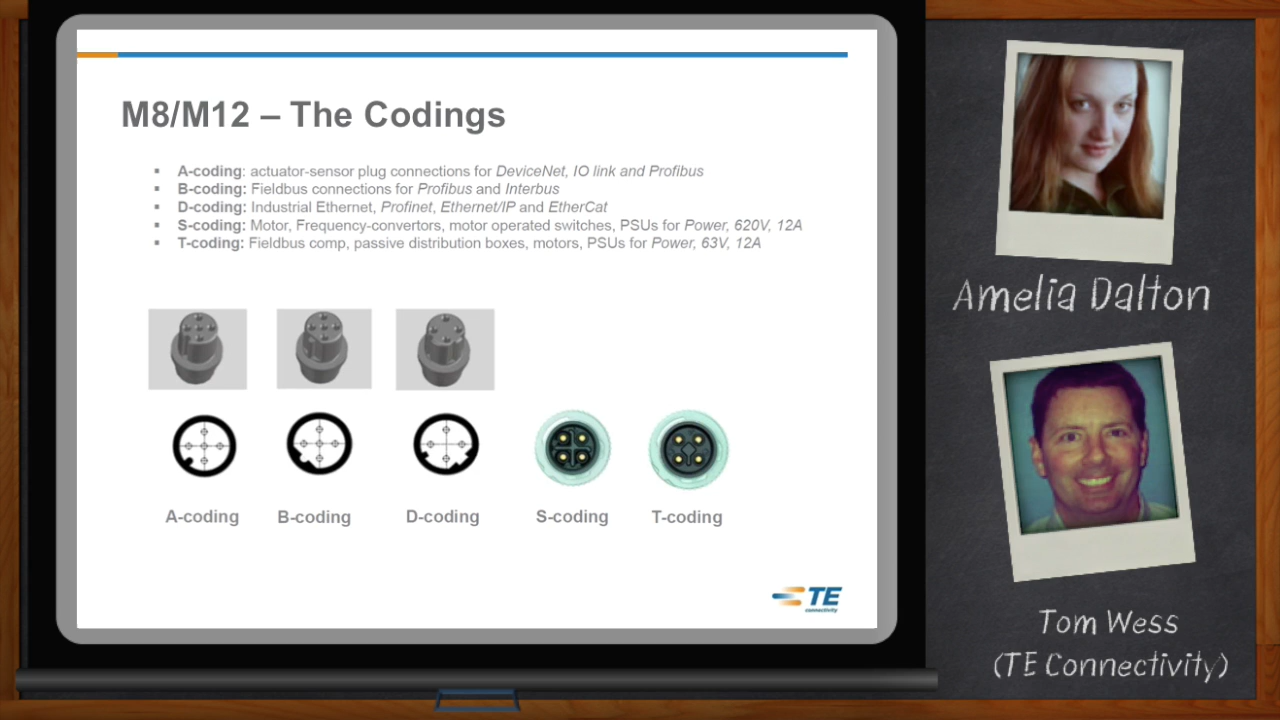 M8/M12 – The Codings
▪ A-coding: actuator-sensor plug connections for DeviceNet, IO link and Profibus
▪ B-coding: Fieldbus connections for Profibus and Interbus
▪ D-coding: Industrial Ethernet, Profinet, Ethernet/IP and EtherCat
▪ S-coding: Motor, Frequency-convertors, motor operated switches, PSUs for Power, 620V, 12A
▪ T-coding: Fieldbus comp, passive distribution boxes, motors, PSUs for Power, 63V, 12A
A-coding B-coding D-coding S-coding T-coding
TE
connectivity
Amelia Dalton
Tom Wess
(TE Connectivity)